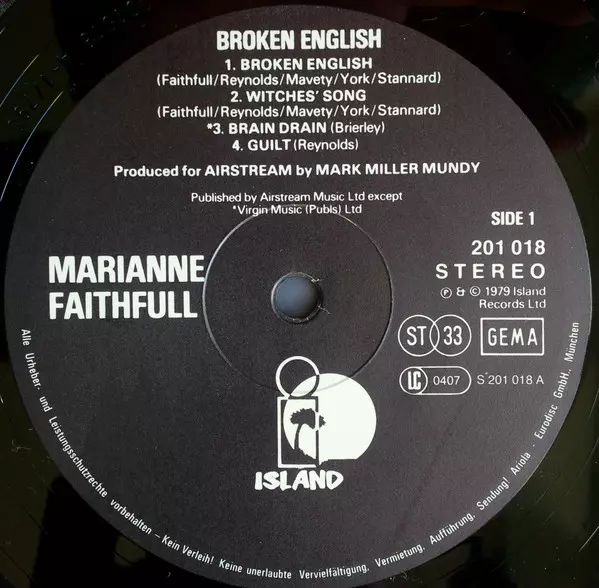 BROKEN ENGLISH
1. BROKEN ENGLISH
(Faithfull/Reynolds/Mavety/York/Stannard)
2. WITCHES' SONG
(Faithfull/Reynolds/Mavety/York/Stannard)
*3. BRAIN DRAIN (Brierley)
4. GUILT (Reynolds)
Produced for AIRSTREAM by MARK MILLER MUNDY
Published by Airstream Music Ltd except
*Virgin Music (Publs) Ltd
SIDE 1
201 018
STEREO
℗ & © 1979 Island
Records Ltd
MARIANNE
FAITHFULL
ST 33 GEMA
LC 0407 S 201 018 A
ISLAND
Alle Urheber- und Leistungsschutzrechte vorbehalten – Kein Verleih! Keine unerlaubte Vervielfältigung, Vermietung, Aufführung, Sendung! Ariola - Eurodisc GmbH., München